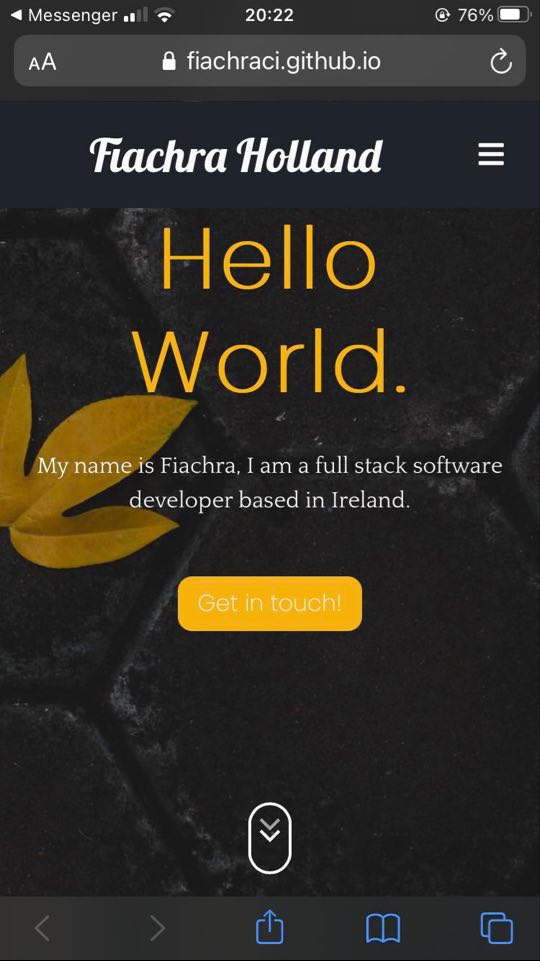 Messenger 20:22 76%
AA fiachraci.github.io
Fiachra Holland
Hello
World.
My name is Fiachra, I am a full stack software
developer based in Ireland.
Get in touch!